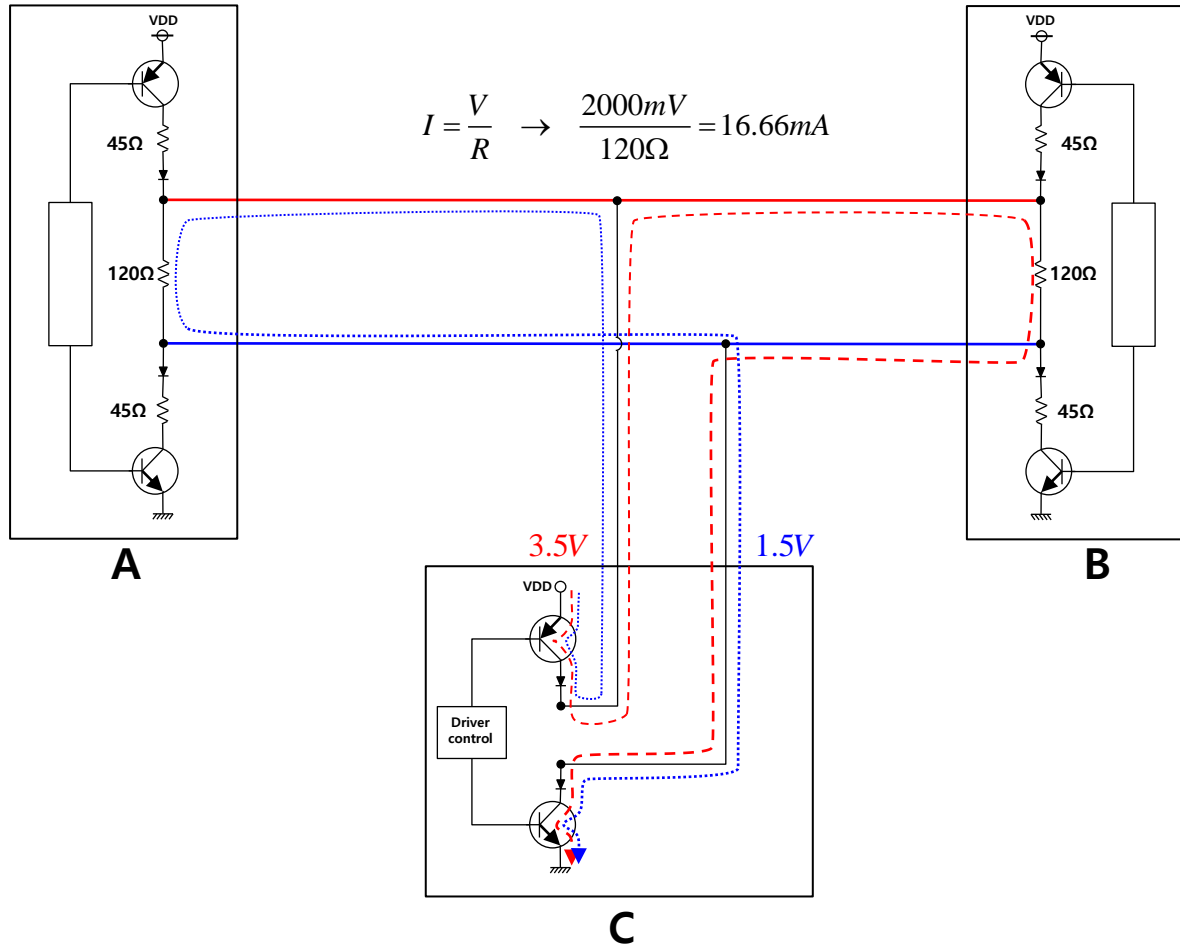 VDD
VDD
45Ω
I = V/R → 2000mV/120Ω = 16.66mA
45Ω
120Ω
120Ω
45Ω
45Ω
A
3.5V
1.5V
B
VDD
Driver
control
C